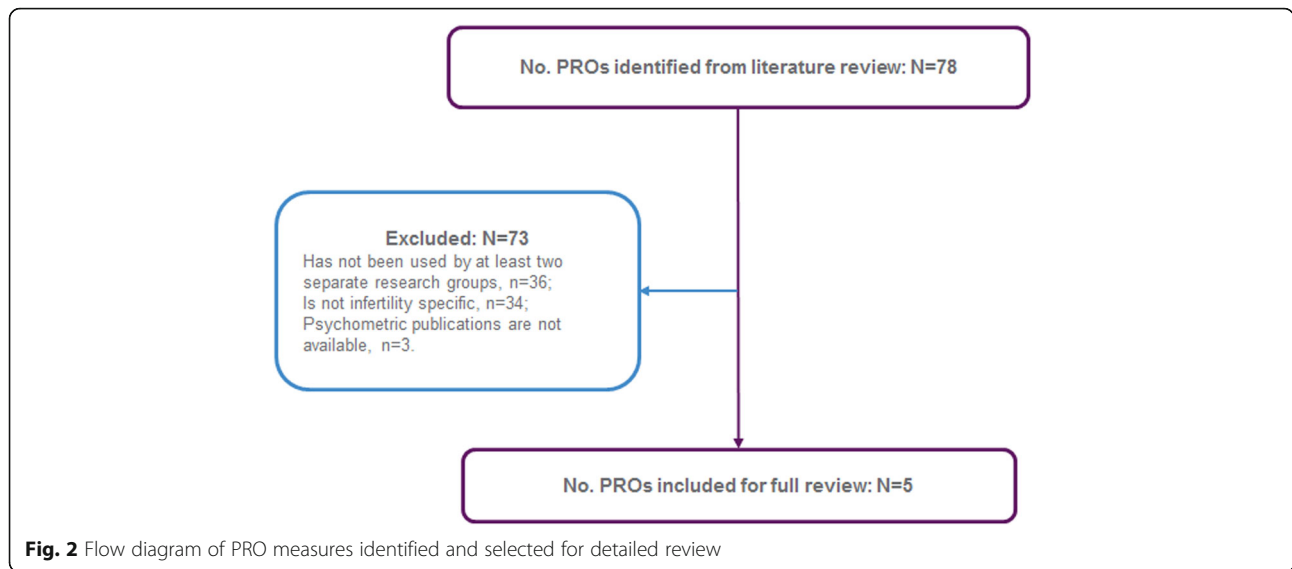 No. PROs identified from literature review: N=78
Excluded: N=73
Has not been used by at least two
separate research groups, n=36;
Is not infertility specific, n=34;
Psychometric publications are not
available, n=3.
No. PROs included for full review: N=5
Fig. 2 Flow diagram of PRO measures identified and selected for detailed review